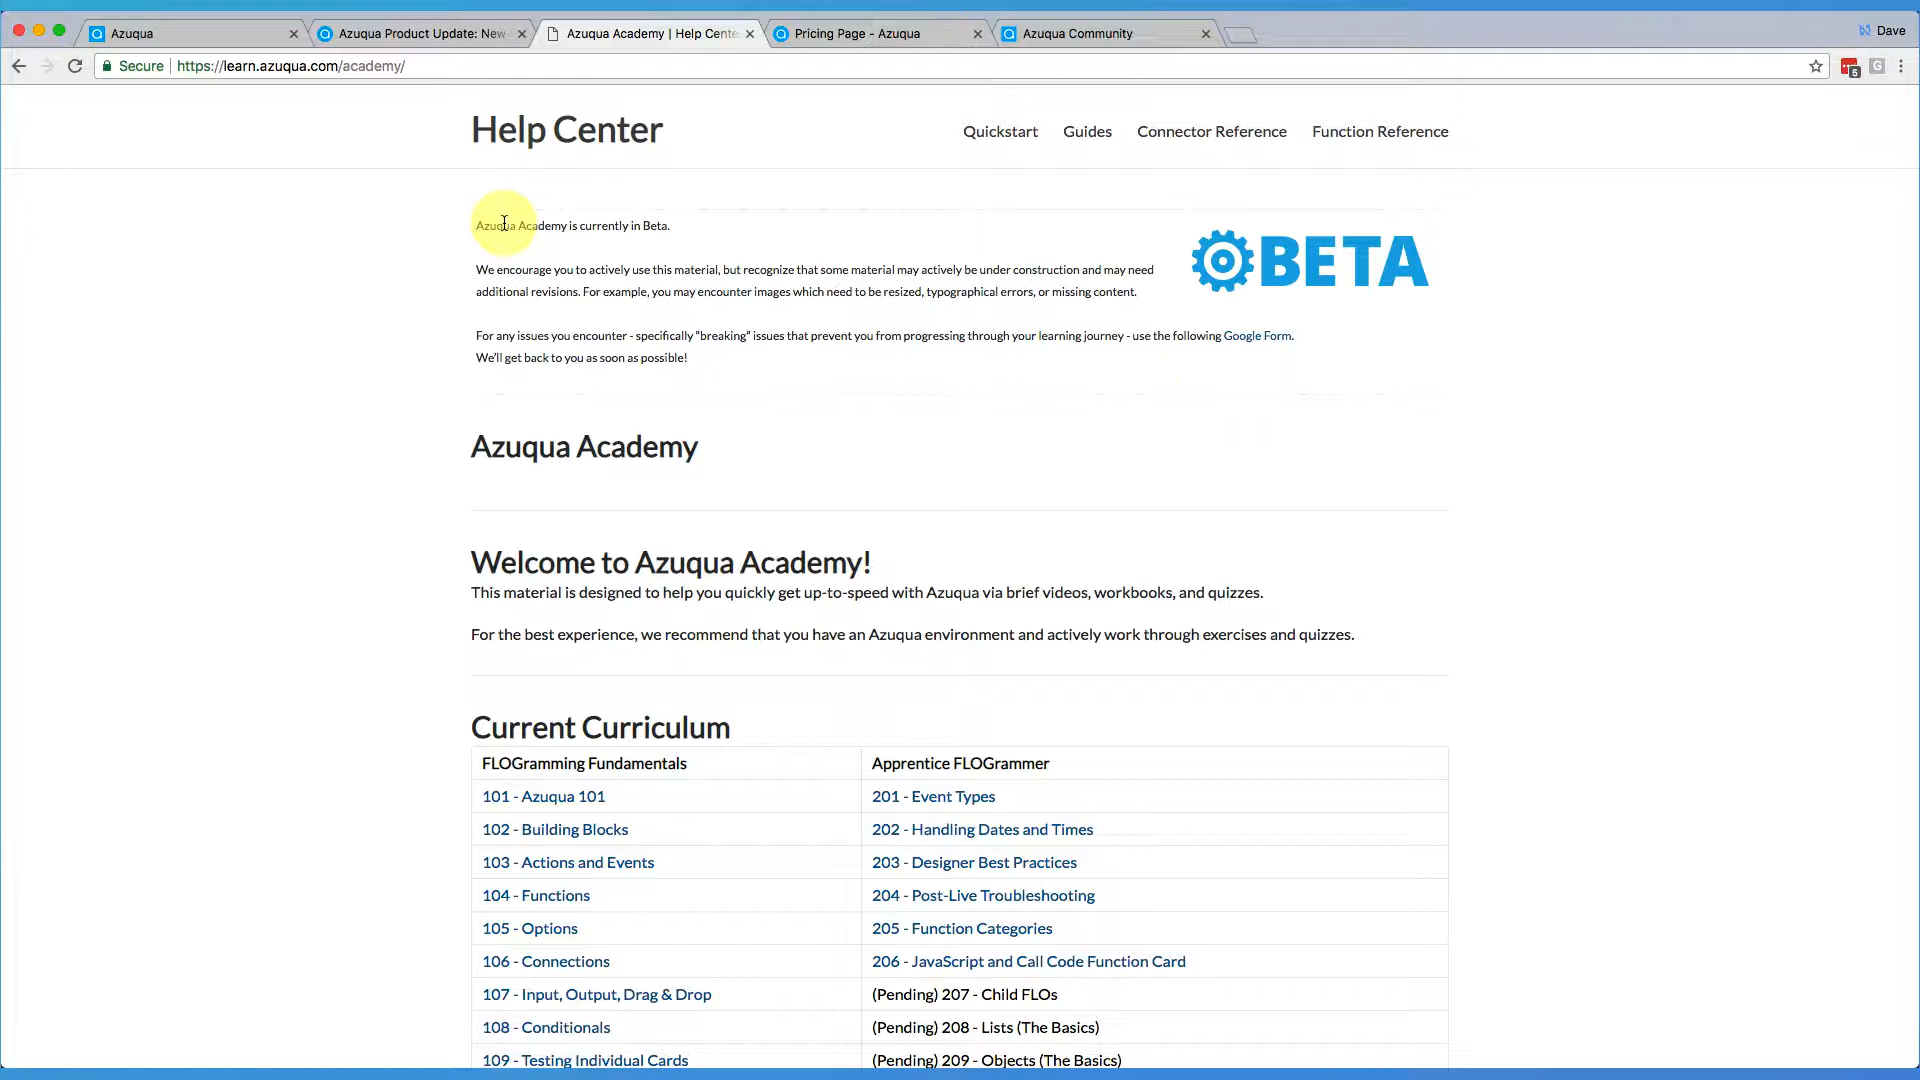 Azuqua
Azuqua Product Update: New
Azuqua Academy | Help Cente
Pricing Page - Azuqua
Azuqua Community
Dave
Secure
https://learn.azuqua.com/academy/
5
G
Help Center
Quickstart
Guides
Connector Reference
Function Reference
Azuqua Academy is currently in Beta.
BETA
We encourage you to actively use this material, but recognize that some material may actively be under construction and may need
additional revisions. For example, you may encounter images which need to be resized, typographical errors, or missing content.
For any issues you encounter - specifically “breaking” issues that prevent you from progressing through your learning journey - use the following Google Form.
We’ll get back to you as soon as possible!
Azuqua Academy
Welcome to Azuqua Academy!
This material is designed to help you quickly get up-to-speed with Azuqua via brief videos, workbooks, and quizzes.
For the best experience, we recommend that you have an Azuqua environment and actively work through exercises and quizzes.
Current Curriculum
FLOGramming Fundamentals
Apprentice FLOGrammer
101 - Azuqua 101
201 - Event Types
102 - Building Blocks
202 - Handling Dates and Times
103 - Actions and Events
203 - Designer Best Practices
104 - Functions
204 - Post-Live Troubleshooting
105 - Options
205 - Function Categories
106 - Connections
206 - JavaScript and Call Code Function Card
107 - Input, Output, Drag & Drop
(Pending) 207 - Child FLOs
108 - Conditionals
(Pending) 208 - Lists (The Basics)
109 - Testing Individual Cards
(Pending) 209 - Objects (The Basics)